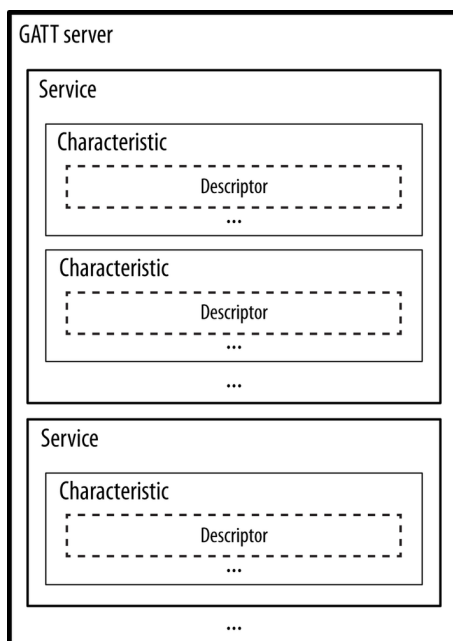 GATT server
Service
Characteristic
Descriptor
...
Characteristic
Descriptor
...
...
Service
Characteristic
Descriptor
...
...